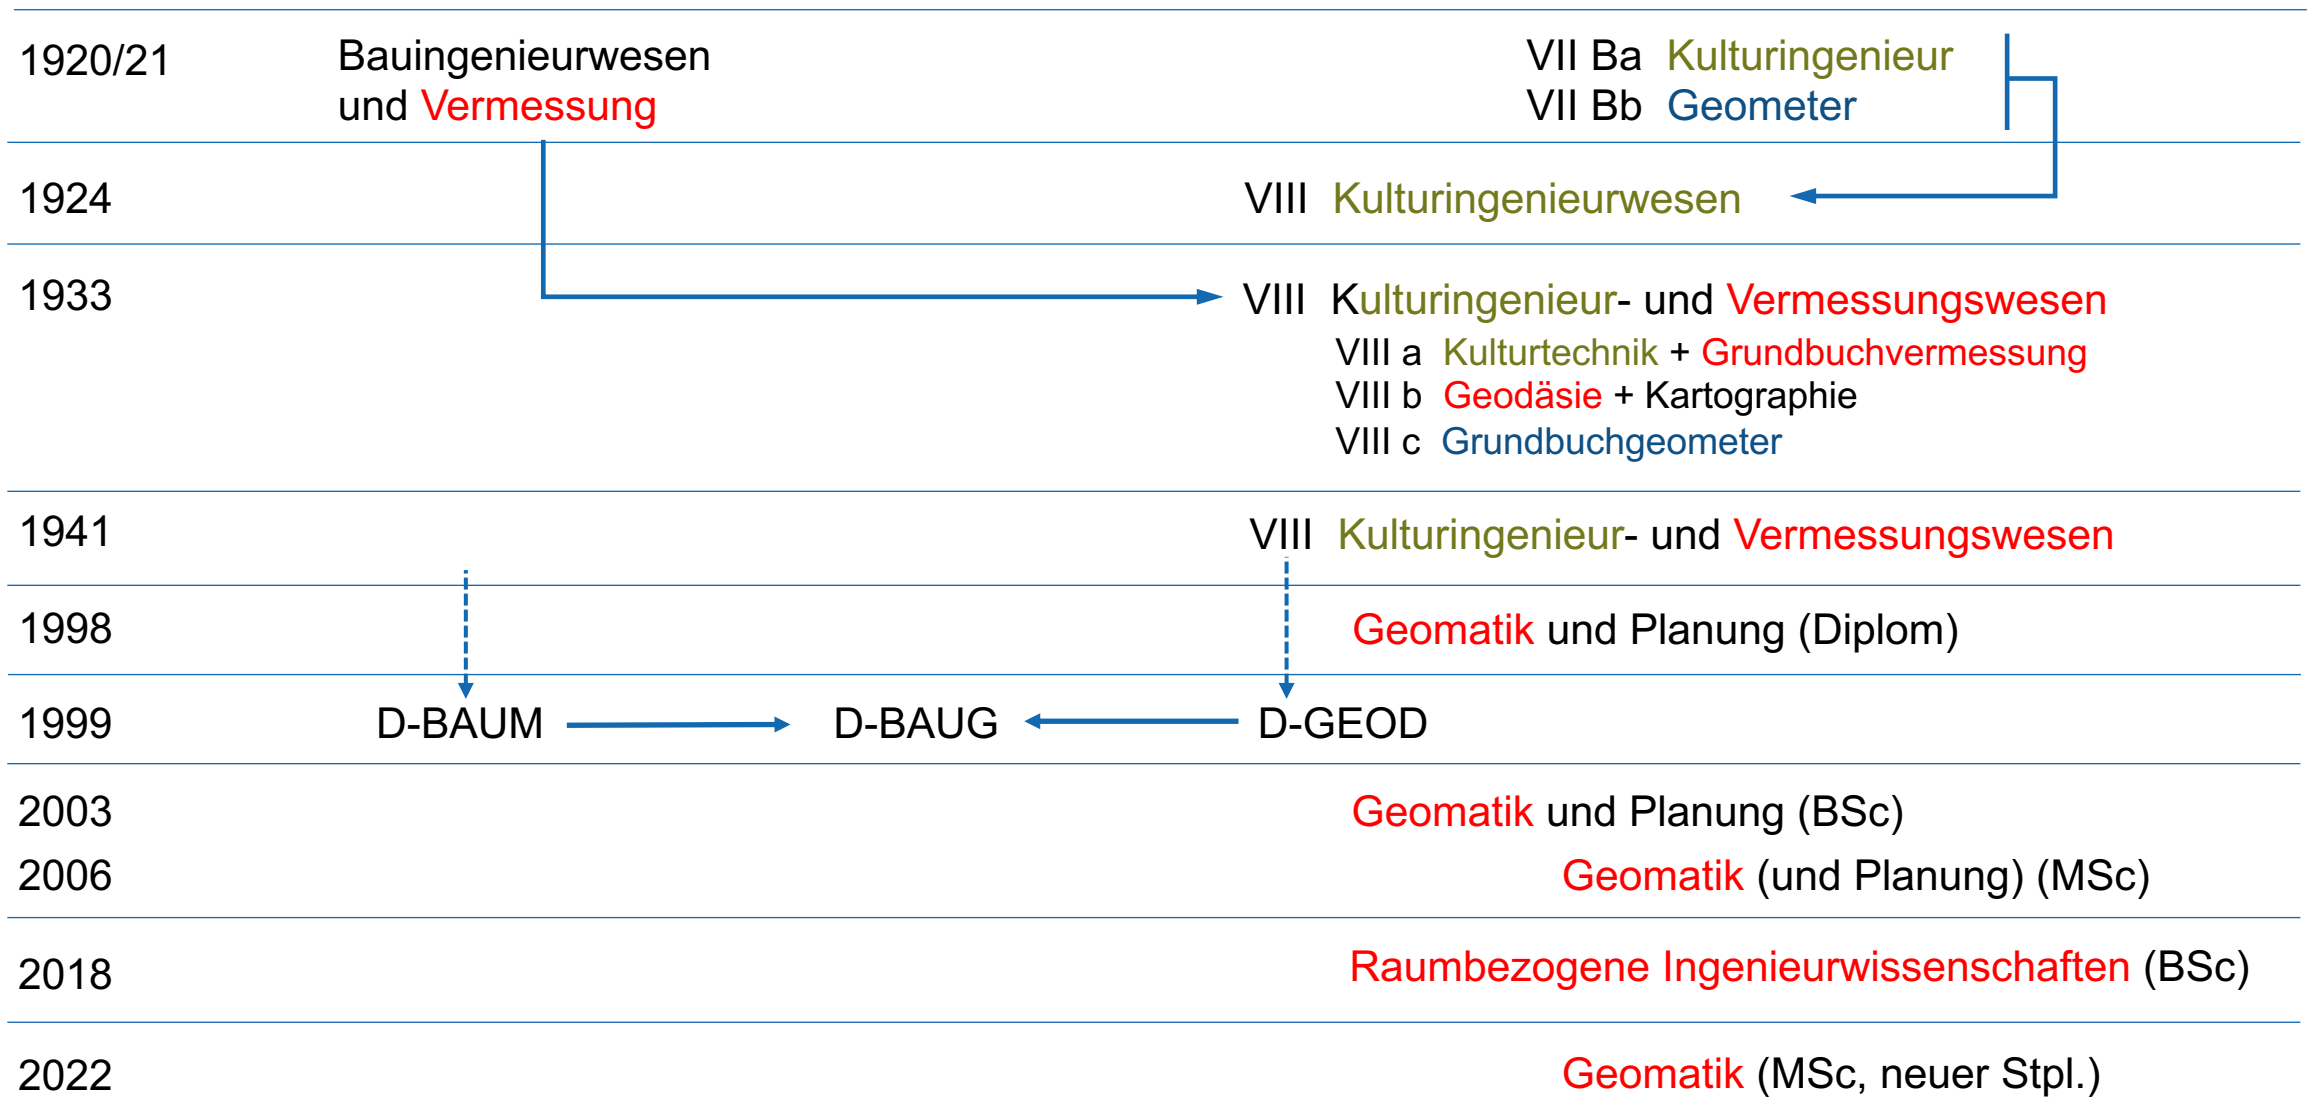 1920/21 Bauingenieurwesen VII Ba Kulturingenieur
und Vermessung VII Bb Geometer
1924 VIII Kulturingenieurwesen
1933 VIII Kulturingenieur- und Vermessungswesen
VIII a Kulturtechnik + Grundbuchvermessung
VIII b Geodäsie + Kartographie
VIII c Grundbuchgeometer
1941 VIII Kulturingenieur- und Vermessungswesen
1998 Geomatik und Planung (Diplom)
1999 D-BAUM D-BAUG D-GEOD
2003 Geomatik und Planung (BSc)
2006 Geomatik (und Planung) (MSc)
2018 Raumbezogene Ingenieurwissenschaften (BSc)
2022 Geomatik (MSc, neuer Stpl.)